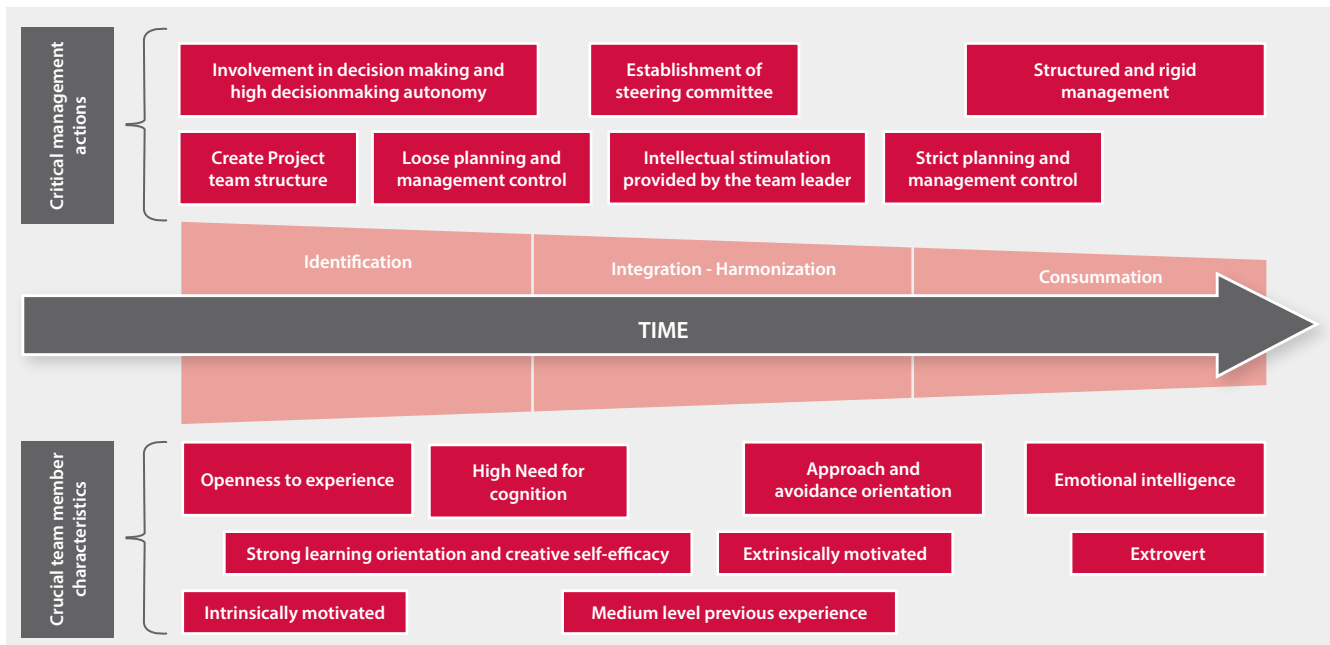 Critical management
actions
Involvement in decision making and
high decisionmaking autonomy
Establishment of
steering committee
Structured and rigid
management
Create Project
team structure
Loose planning and
management control
Intellectual stimulation
provided by the team leader
Strict planning and
management control
Identification
Integration - Harmonization
Consummation
TIME
Crucial team member
characteristics
Openness to experience
High Need for
cognition
Approach and
avoidance orientation
Emotional intelligence
Strong learning orientation and creative self-efficacy
Extrinsically motivated
Extrovert
Intrinsically motivated
Medium level previous experience